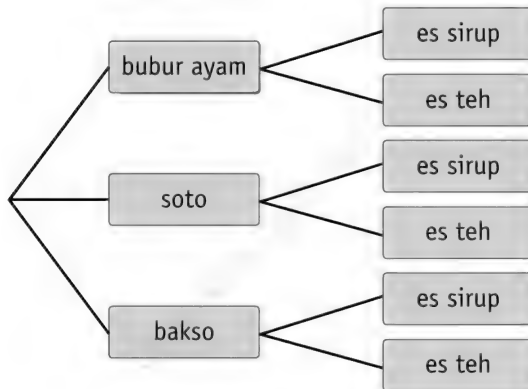 es sirup
bubur ayam
es teh
es sirup
soto
es teh
es sirup
bakso
es teh